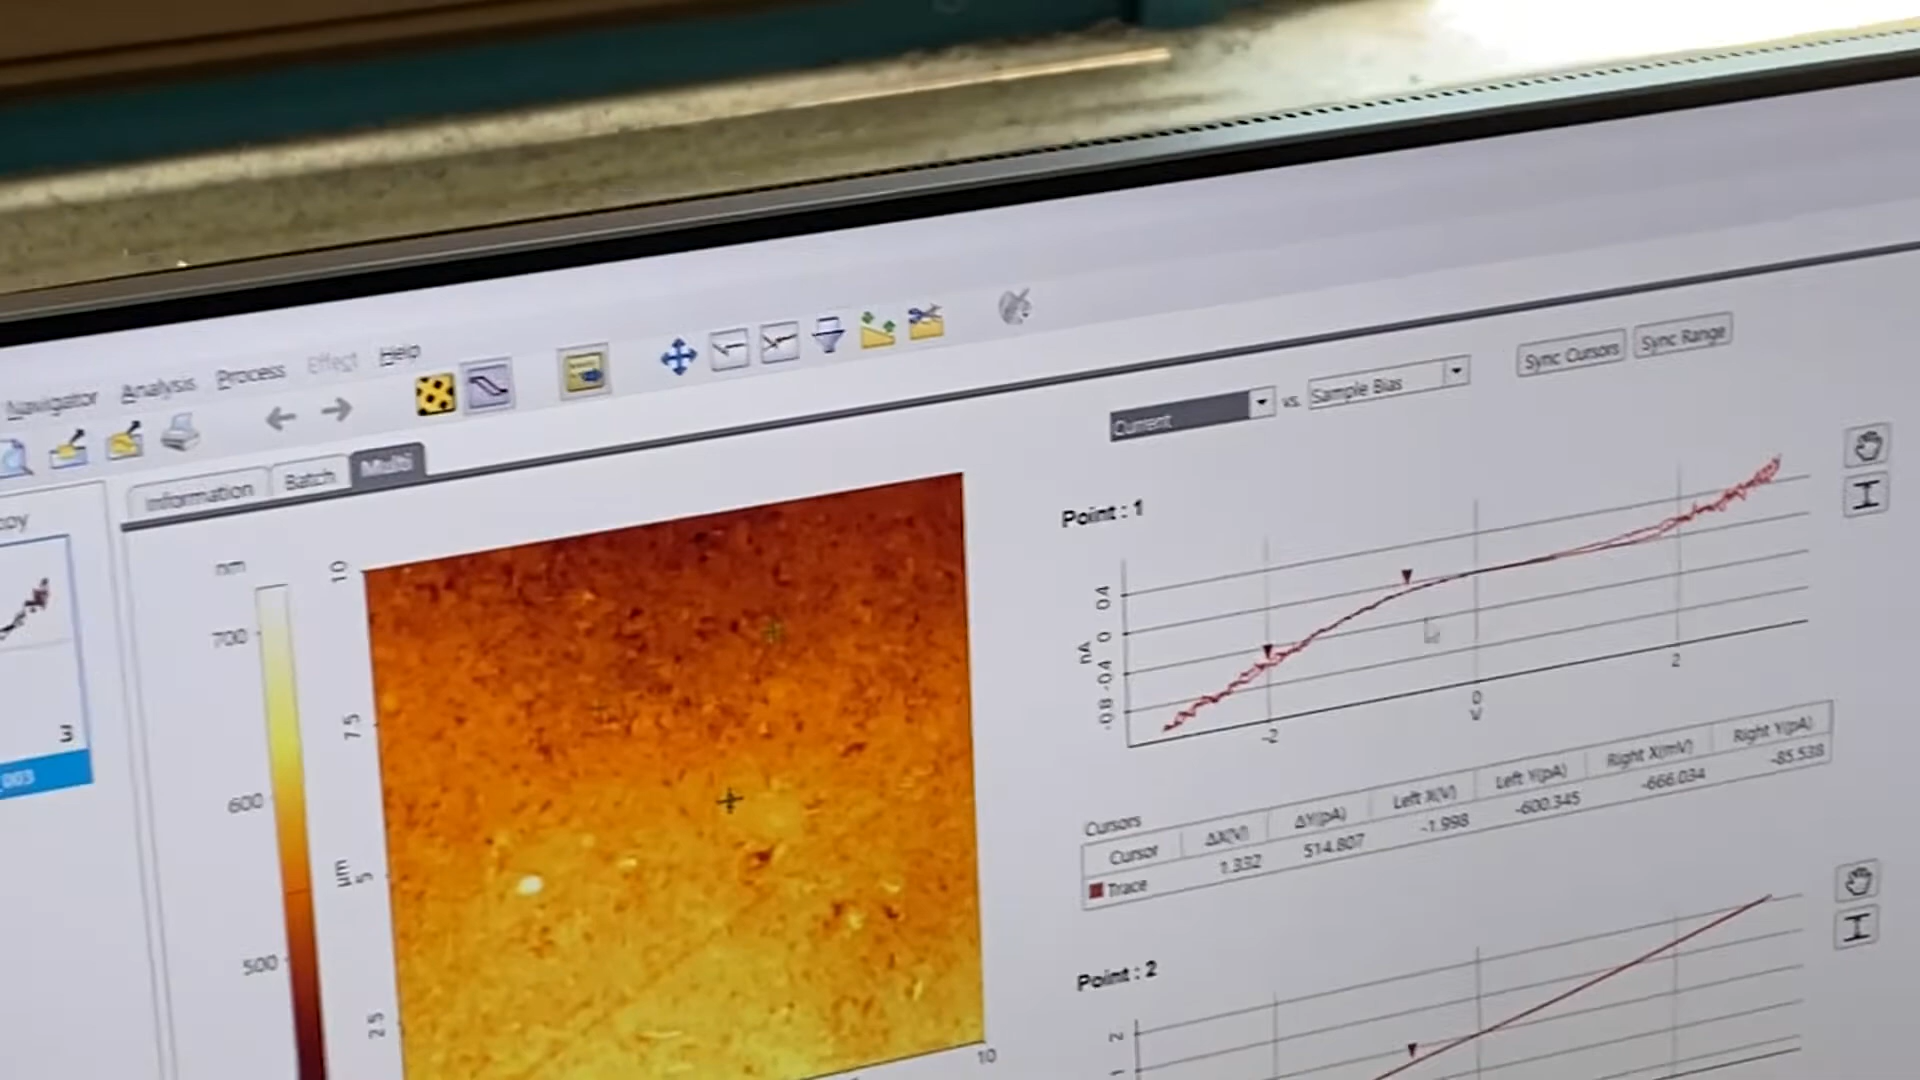 Navigator Analysis Process Effect Help
Current vs. Sample Bias Sync Cursors Sync Range
Information Batch Multi
nm
700
600
500
10
7.5
µm
5
2.5
10
3
003
Point : 1
nA
0.4
0
-0.4
-0.8
-2
0
2
V
Cursors
Cursor ΔX(V) ΔY(pA) Left X(V) Left Y(pA) Right X(mV) Right Y(pA)
Trace 1.332 514.807 -1.998 -600.345 -666.034 -85.538
Point : 2
2
1